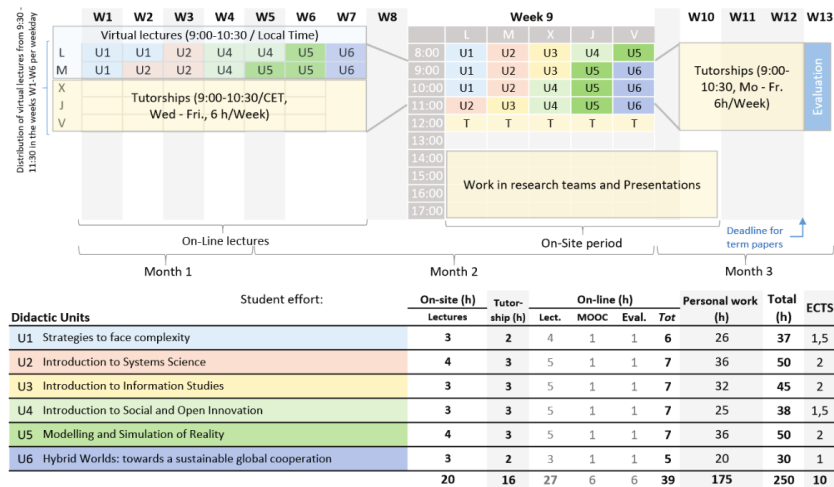 Distribution of virtual lectures from 9:30 -
11:30 in the weeks W1-W6 per weekday
W1 W2 W3 W4 W5 W6 W7 W8 Week 9 W10 W11 W12 W13
Virtual lectures (9:00-10:30 / Local Time)
L U1 U1 U2 U4 U4 U5 U6
M U1 U2 U2 U4 U5 U5 U6
X
J
V
Tutorships (9:00-10:30/CET,
Wed - Fri., 6 h/Week)
L M X J V
8:00 U1 U2 U3 U4 U5
9:00 U1 U2 U3 U5 U6
10:00 U1 U2 U4 U5 U6
11:00 U2 U3 U4 U5 U6
12:00 T T T T T
13:00
14:00
15:00
16:00
17:00
Work in research teams and Presentations
Tutorships (9:00-
10:30, Mo - Fr.
6h/Week)
Evaluation
Deadline for
term papers
On-Line lectures
On-Site period
Month 1 Month 2 Month 3
Student effort: On-site (h) Tutor-
ship (h) On-line (h) Personal work
(h) Total
(h) ECTS
Didactic Units Lectures Lect. MOOC Eval. Tot
U1 Strategies to face complexity 3 2 4 1 1 6 26 37 1,5
U2 Introduction to Systems Science 4 3 5 1 1 7 36 50 2
U3 Introduction to Information Studies 3 3 5 1 1 7 32 45 2
U4 Introduction to Social and Open Innovation 3 3 5 1 1 7 25 38 1,5
U5 Modelling and Simulation of Reality 4 3 5 1 1 7 36 50 2
U6 Hybrid Worlds: towards a sustainable global cooperation 3 2 3 1 1 5 20 30 1
20 16 27 6 6 39 175 250 10